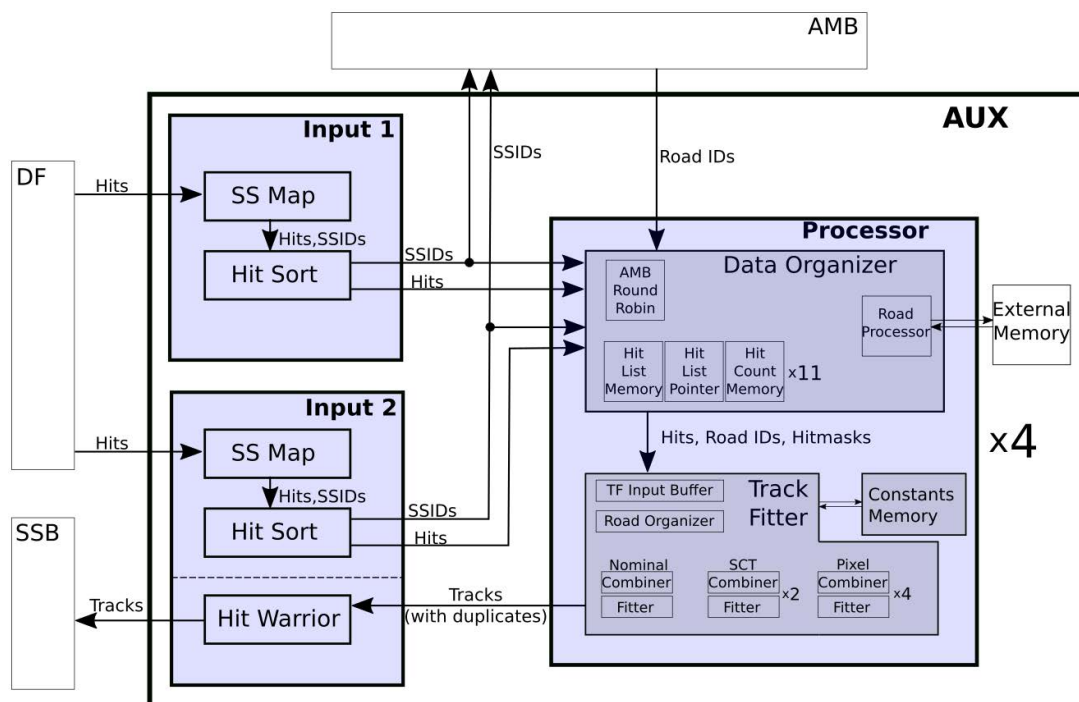 AMB
AUX
DF
Hits
Input 1
SS Map
Hits,SSIDs
Hit Sort
SSIDs
Hits
SSIDs
Road IDs
Processor
Data Organizer
AMB
Round
Robin
Road
Processor
External
Memory
Hit
List
Memory
Hit
List
Pointer
Hit
Count
Memory
x11
Hits, Road IDs, Hitmasks
x4
Hits
Input 2
SS Map
Hits,SSIDs
Hit Sort
SSIDs
Hits
TF Input Buffer
Road Organizer
Track
Fitter
Constants
Memory
Nominal
Combiner
Fitter
SCT
Combiner
Fitter
x2
Pixel
Combiner
Fitter
x4
SSB
Tracks
Hit Warrior
Tracks
(with duplicates)